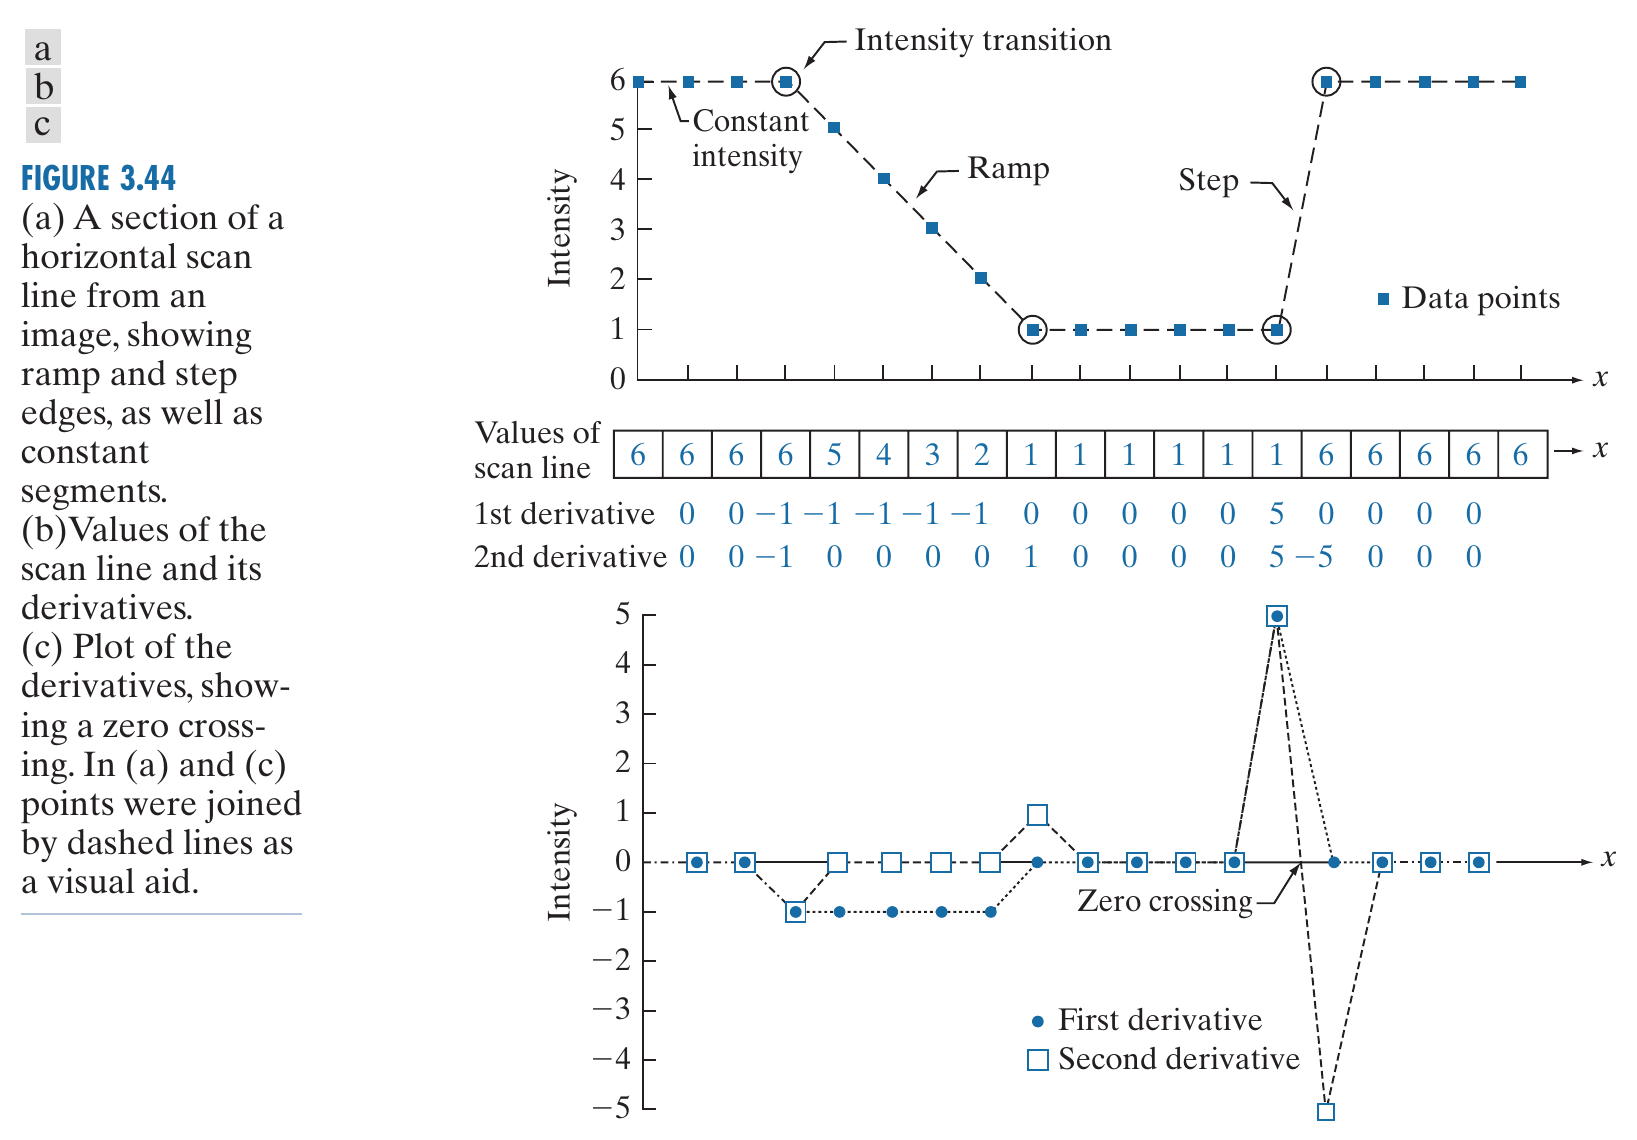 a
b
c
FIGURE 3.44
(a) A section of a
horizontal scan
line from an
image, showing
ramp and step
edges, as well as
constant
segments.
(b)Values of the
scan line and its
derivatives.
(c) Plot of the
derivatives, show-
ing a zero cross-
ing. In (a) and (c)
points were joined
by dashed lines as
a visual aid.
Intensity transition
6
Constant
intensity
5
Ramp
Step
4
3
2
Data points
1
0
x
Intensity
Values of
scan line
6 6 6 6 5 4 3 2 1 1 1 1 1 1 6 6 6 6 6
x
1st derivative 0 0 −1 −1 −1 −1 −1 0 0 0 0 0 5 0 0 0 0
2nd derivative 0 0 −1 0 0 0 0 1 0 0 0 0 5 −5 0 0 0
5
4
3
2
1
0
x
Zero crossing
−1
−2
−3
−4
−5
Intensity
First derivative
Second derivative